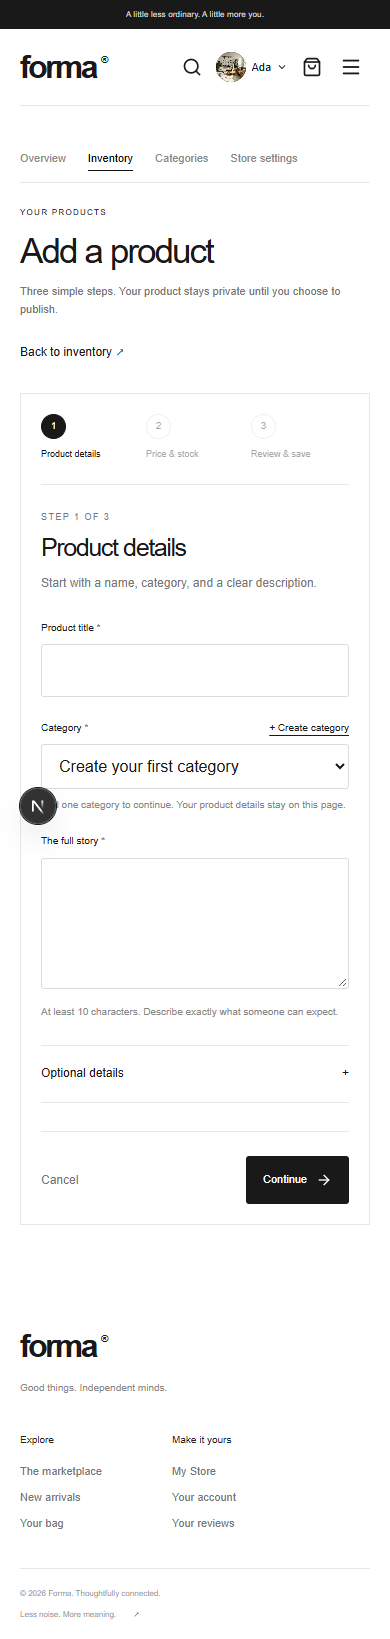 A little less ordinary. A little more you.
forma®
Ada
Overview Inventory Categories Store settings
YOUR PRODUCTS
Add a product
Three simple steps. Your product stays private until you choose to
publish.
Back to inventory ↗
1 2 3
Product details Price & stock Review & save
STEP 1 OF 3
Product details
Start with a name, category, and a clear description.
Product title *
Category * + Create category
Create your first category
one category to continue. Your product details stay on this page.
N
The full story *
At least 10 characters. Describe exactly what someone can expect.
Optional details +
Cancel Continue →
forma®
Good things. Independent minds.
Explore Make it yours
The marketplace My Store
New arrivals Your account
Your bag Your reviews
© 2026 Forma. Thoughtfully connected.
Less noise. More meaning. ↗